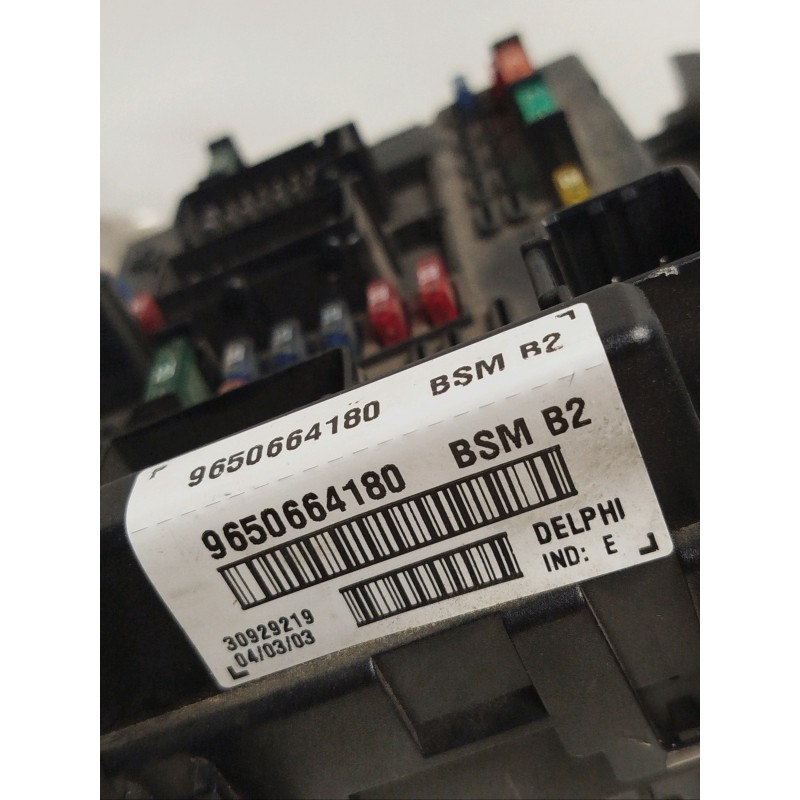 9650664180 BSM B2
9650664180 BSM B2
DELPHI
IND: E
30929219
04/03/03